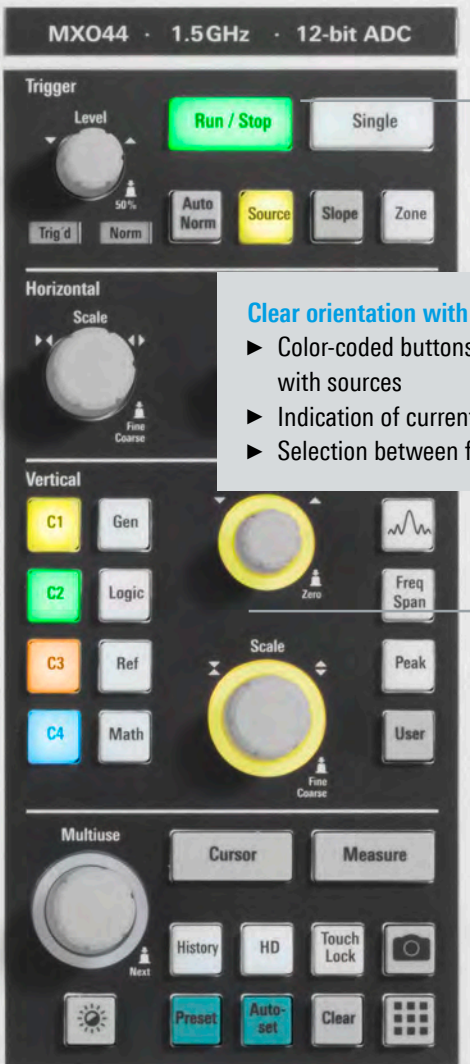 MXO44 · 1.5 GHz · 12-bit ADC
Trigger
Level
Run / Stop
Single
50%
Auto
Norm
Source
Slope
Zone
Trig´d
Norm
Horizontal
Scale
Fine
Coarse
Clear orientation with
► Color-coded buttons
with sources
► Indication of current
► Selection between f
Vertical
C1
Gen
Zero
C2
Logic
Freq
Span
C3
Ref
Scale
Peak
C4
Math
User
Fine
Coarse
Multiuse
Cursor
Measure
Next
History
HD
Touch
Lock
Preset
Auto-
set
Clear